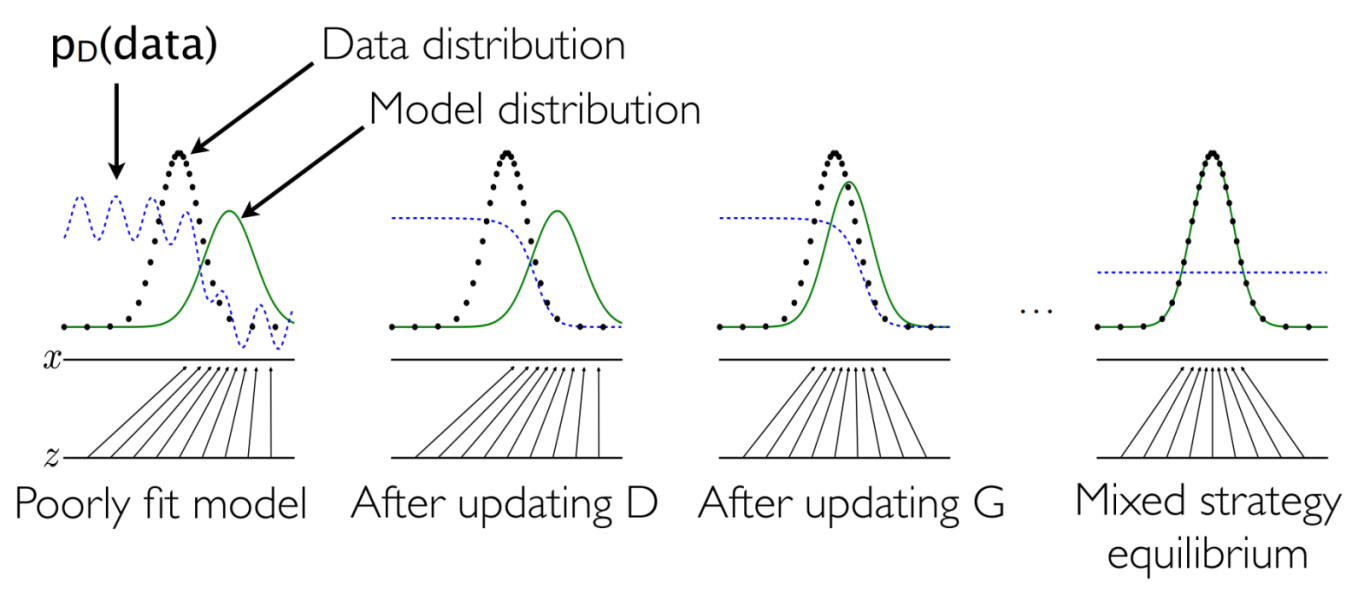 pD(data)
Data distribution
Model distribution
...
x
z
Poorly fit model
After updating D
After updating G
Mixed strategy
equilibrium